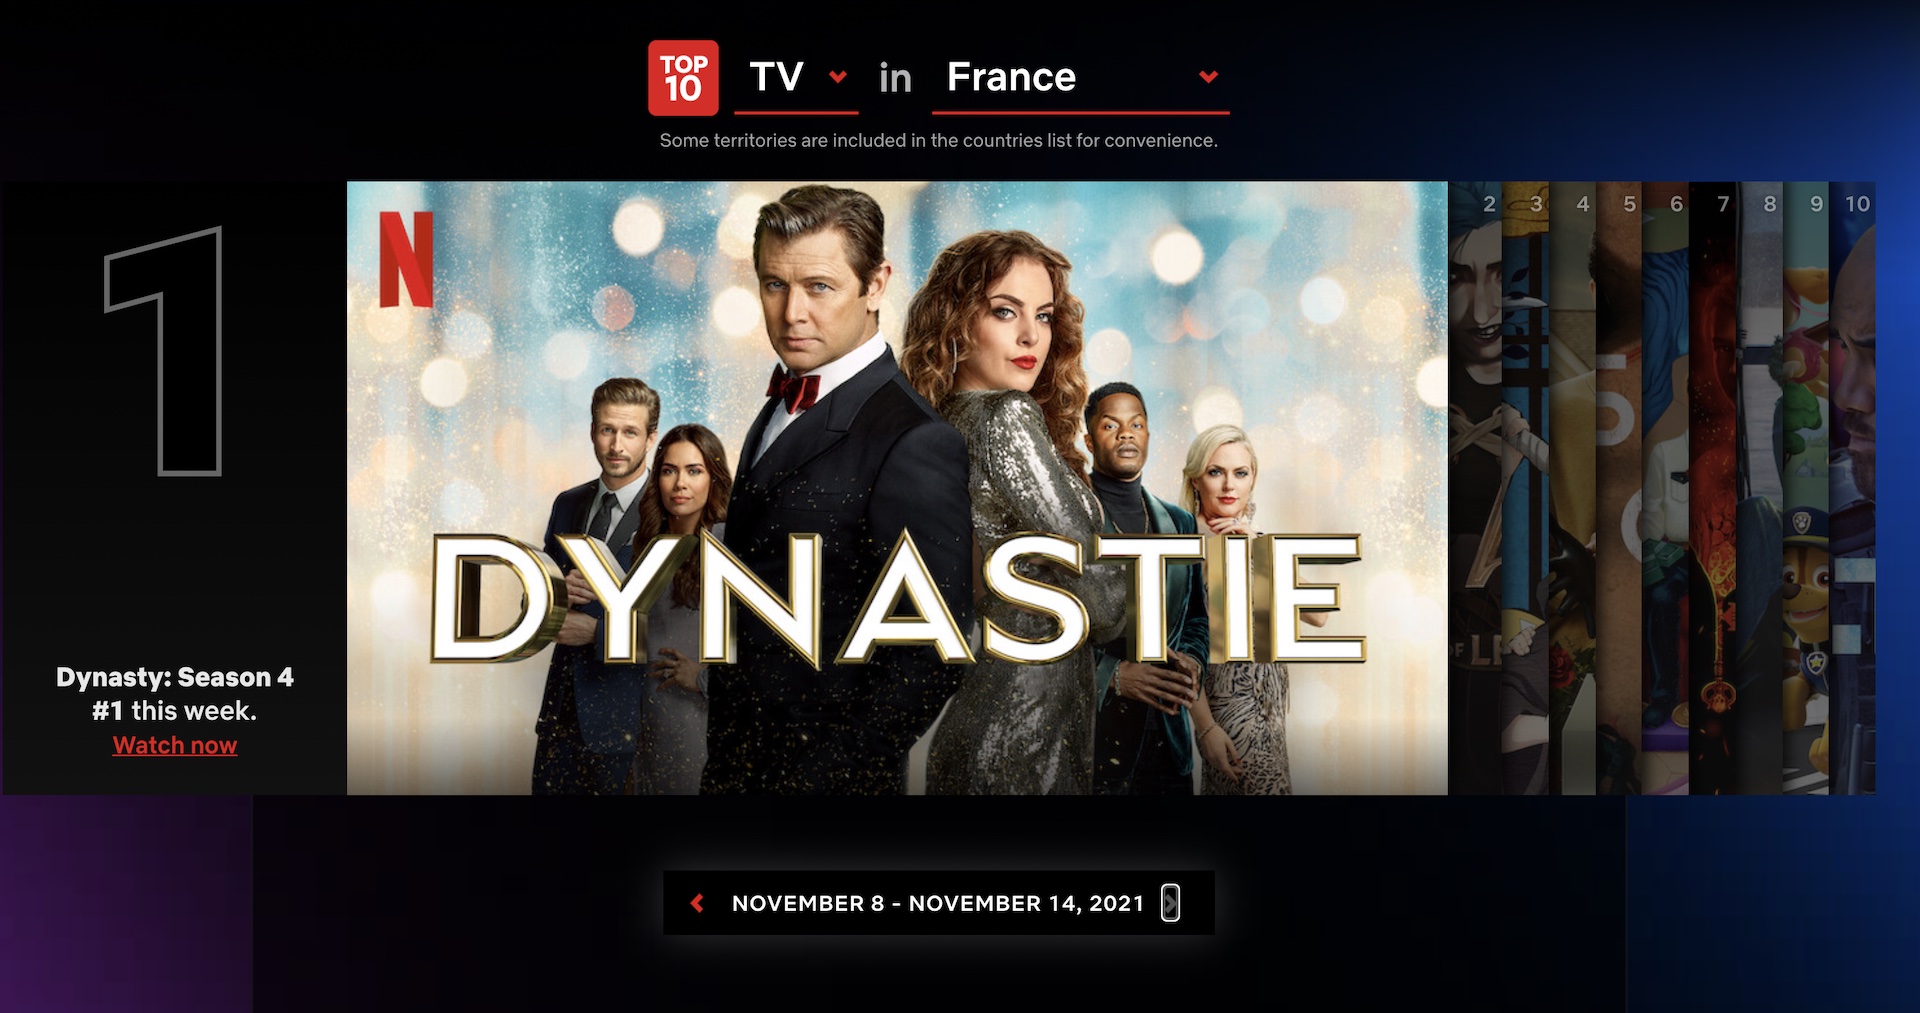 TOP
10
TV in France
Some territories are included in the countries list for convenience.
1
Dynasty: Season 4
#1 this week.
Watch now
N
DYNASTIE
2 3 4 5 6 7 8 9 10
NOVEMBER 8 - NOVEMBER 14, 2021